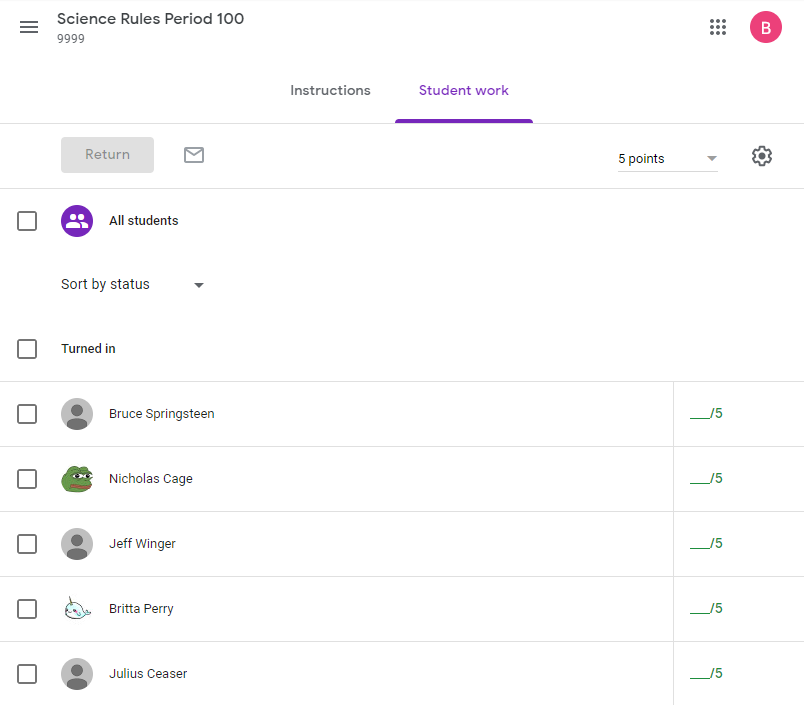 Science Rules Period 100
9999
B
Instructions
Student work
Return
5 points
All students
Sort by status
Turned in
Bruce Springsteen
___/5
Nicholas Cage
___/5
Jeff Winger
___/5
Britta Perry
___/5
Julius Ceaser
___/5